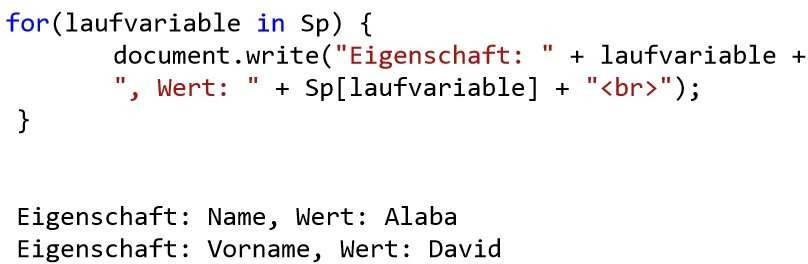 for(laufvariable in Sp) {
document.write("Eigenschaft: " + laufvariable +
", Wert: " + Sp[laufvariable] + "<br>");
}
Eigenschaft: Name, Wert: Alaba
Eigenschaft: Vorname, Wert: David